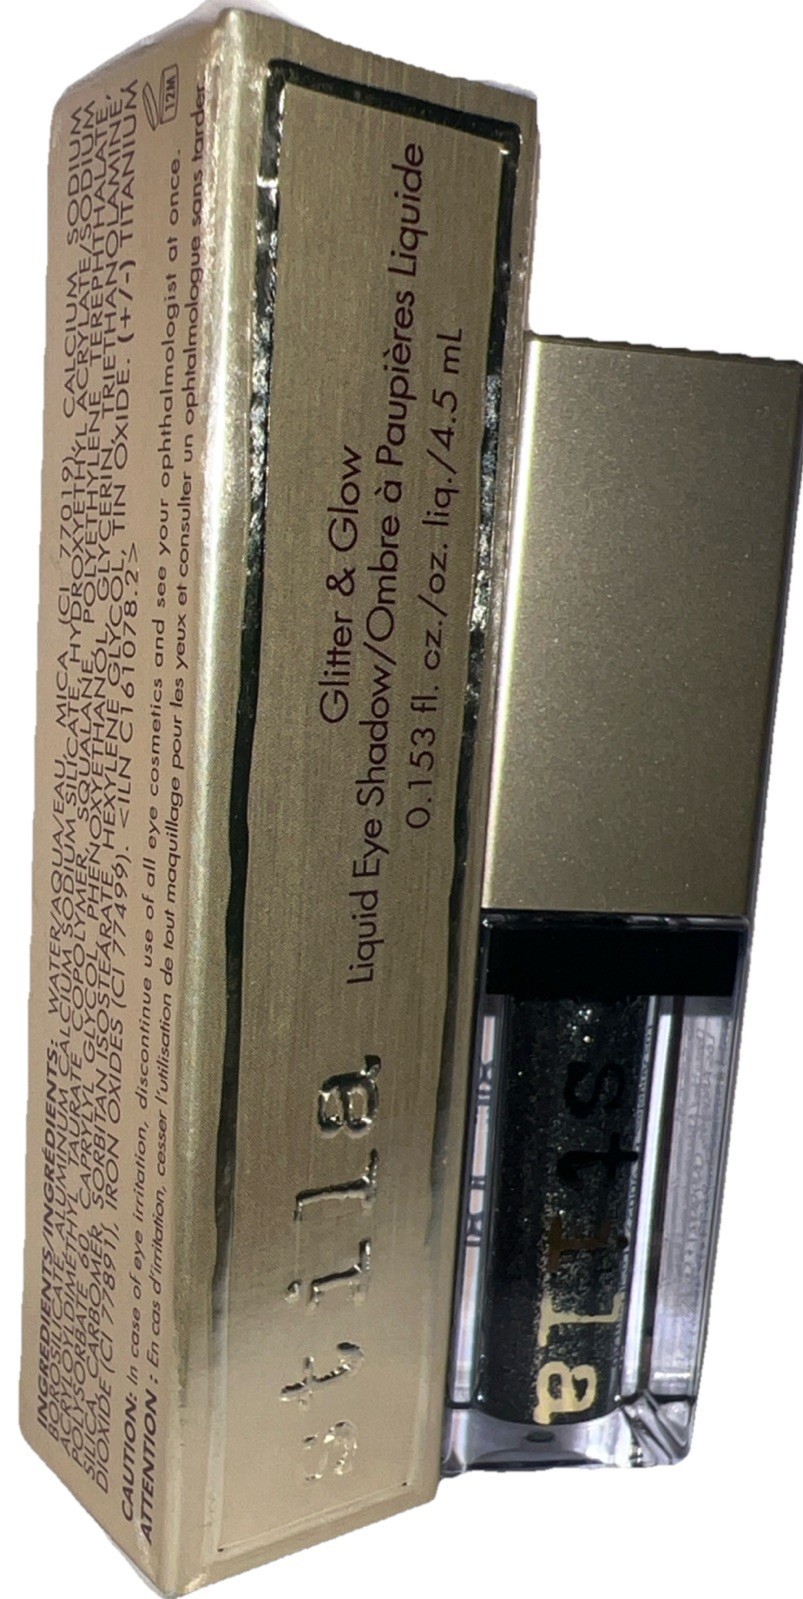 INGREDIENTS/INGRÉDIENTS: WATER/AQUA/EAU, MICA (CI 77019), CALCIUM SODIUM
BOROSILICATE, ALUMINUM CALCIUM SODIUM SILICATE, HYDROXYETHYL ACRYLATE/SODIUM
ACRYLOYLDIMETHYL TAURATE COPOLYMER, SQUALANE, POLYETHYLENE TEREPHTHALATE,
POLYSORBATE 60, CAPRYLYL GLYCOL, PHENOXYETHANOL, GLYCERIN, TRIETHANOLAMINE,
SILICA, CARBOMER, SORBITAN ISOSTEARATE, HEXYLENE GLYCOL, TIN OXIDE. (+/-) TITANIUM
DIOXIDE (CI 77891), IRON OXIDES (CI 77499). <ILN C161078.2>
CAUTION: In case of eye irritation, discontinue use of all eye cosmetics and see your ophthalmologist at once.
ATTENTION : En cas d'irritation, cesser l'utilisation de tout maquillage pour les yeux et consulter un ophtalmologue sans tarder.
12M
stila
Glitter & Glow
Liquid Eye Shadow/Ombre à Paupières Liquide
0.153 fl. cz./oz. liq./4.5 mL
stila